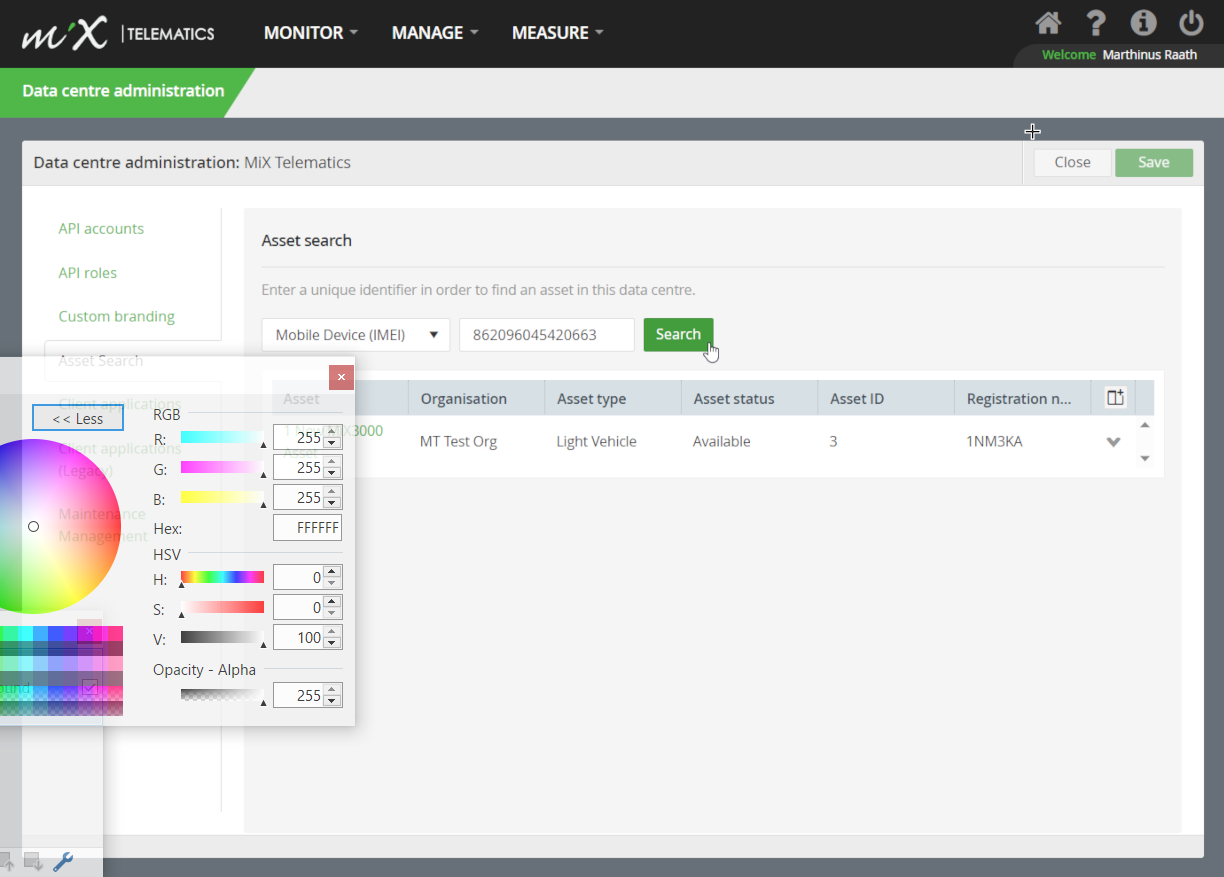 miX TELEMATICS
MONITOR MANAGE MEASURE
Welcome Marthinus Raath
Data centre administration
Data centre administration: MiX Telematics
Close Save
API accounts
API roles
Custom branding
Asset Search
Client applications
Client applications
(Legacy)
Maintenance
Management
Asset search
Enter a unique identifier in order to find an asset in this data centre.
Mobile Device (IMEI) 862096045420663 Search
Asset Organisation Asset type Asset status Asset ID Registration n...
3000
Asset
MT Test Org Light Vehicle Available 3 1NM3KA
<< Less
RGB
R: 255
G: 255
B: 255
Hex: FFFFFF
HSV
H: 0
S: 0
V: 100
Opacity - Alpha
255